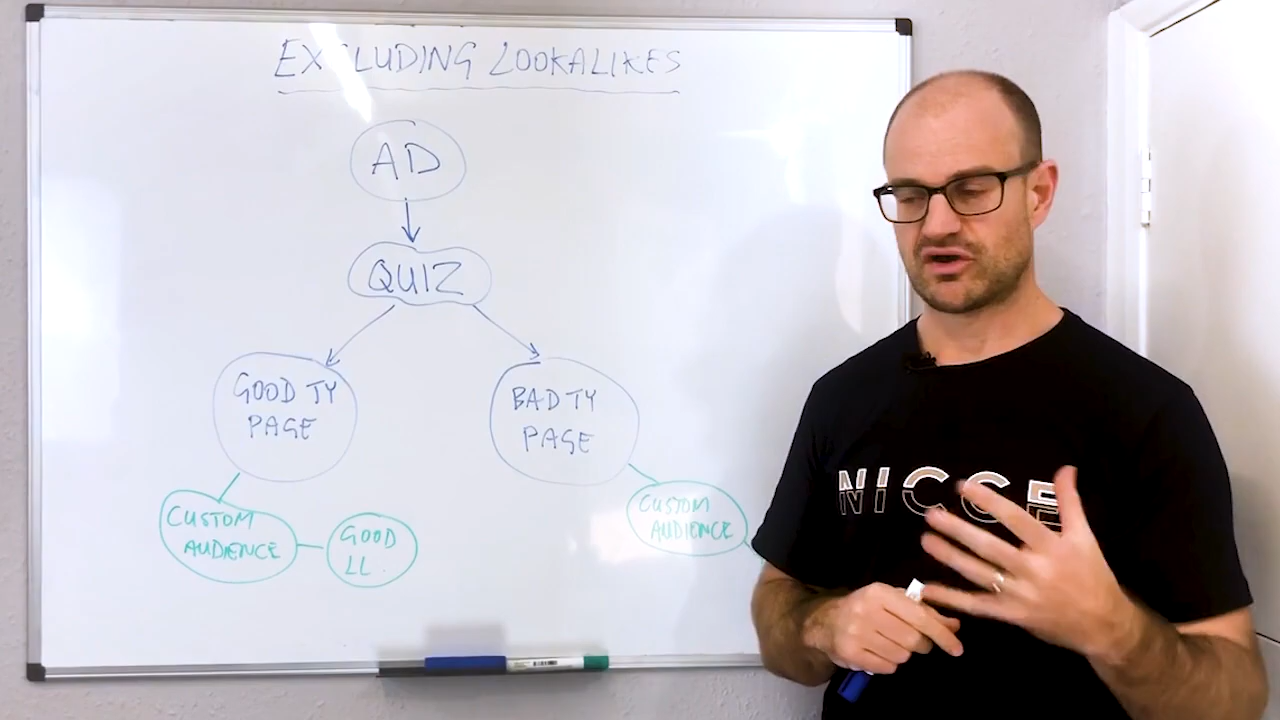 EXCLUDING LOOKALIKES
AD
QUIZ
GOOD TY
PAGE
BAD TY
PAGE
CUSTOM
AUDIENCE
GOOD
LL
CUSTOM
AUDIENCE
NICCE